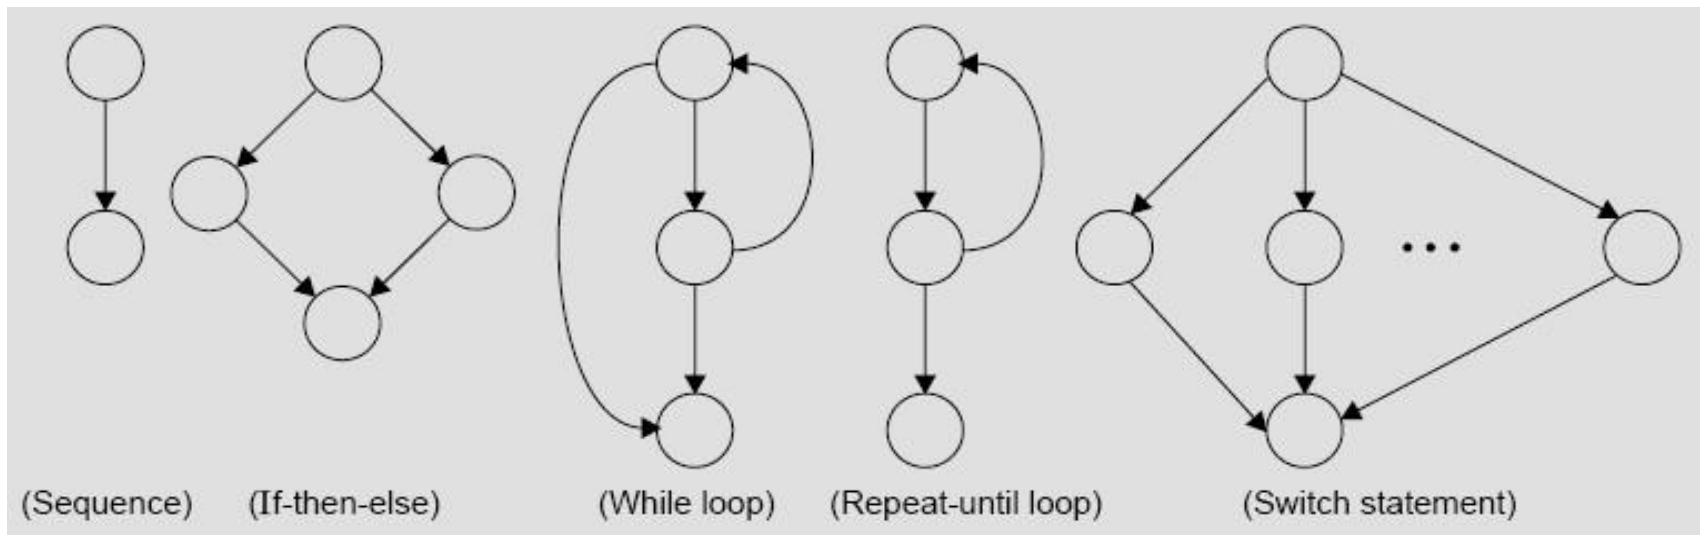 (Sequence)
(If-then-else)
(While loop)
(Repeat-until loop)
(Switch statement)